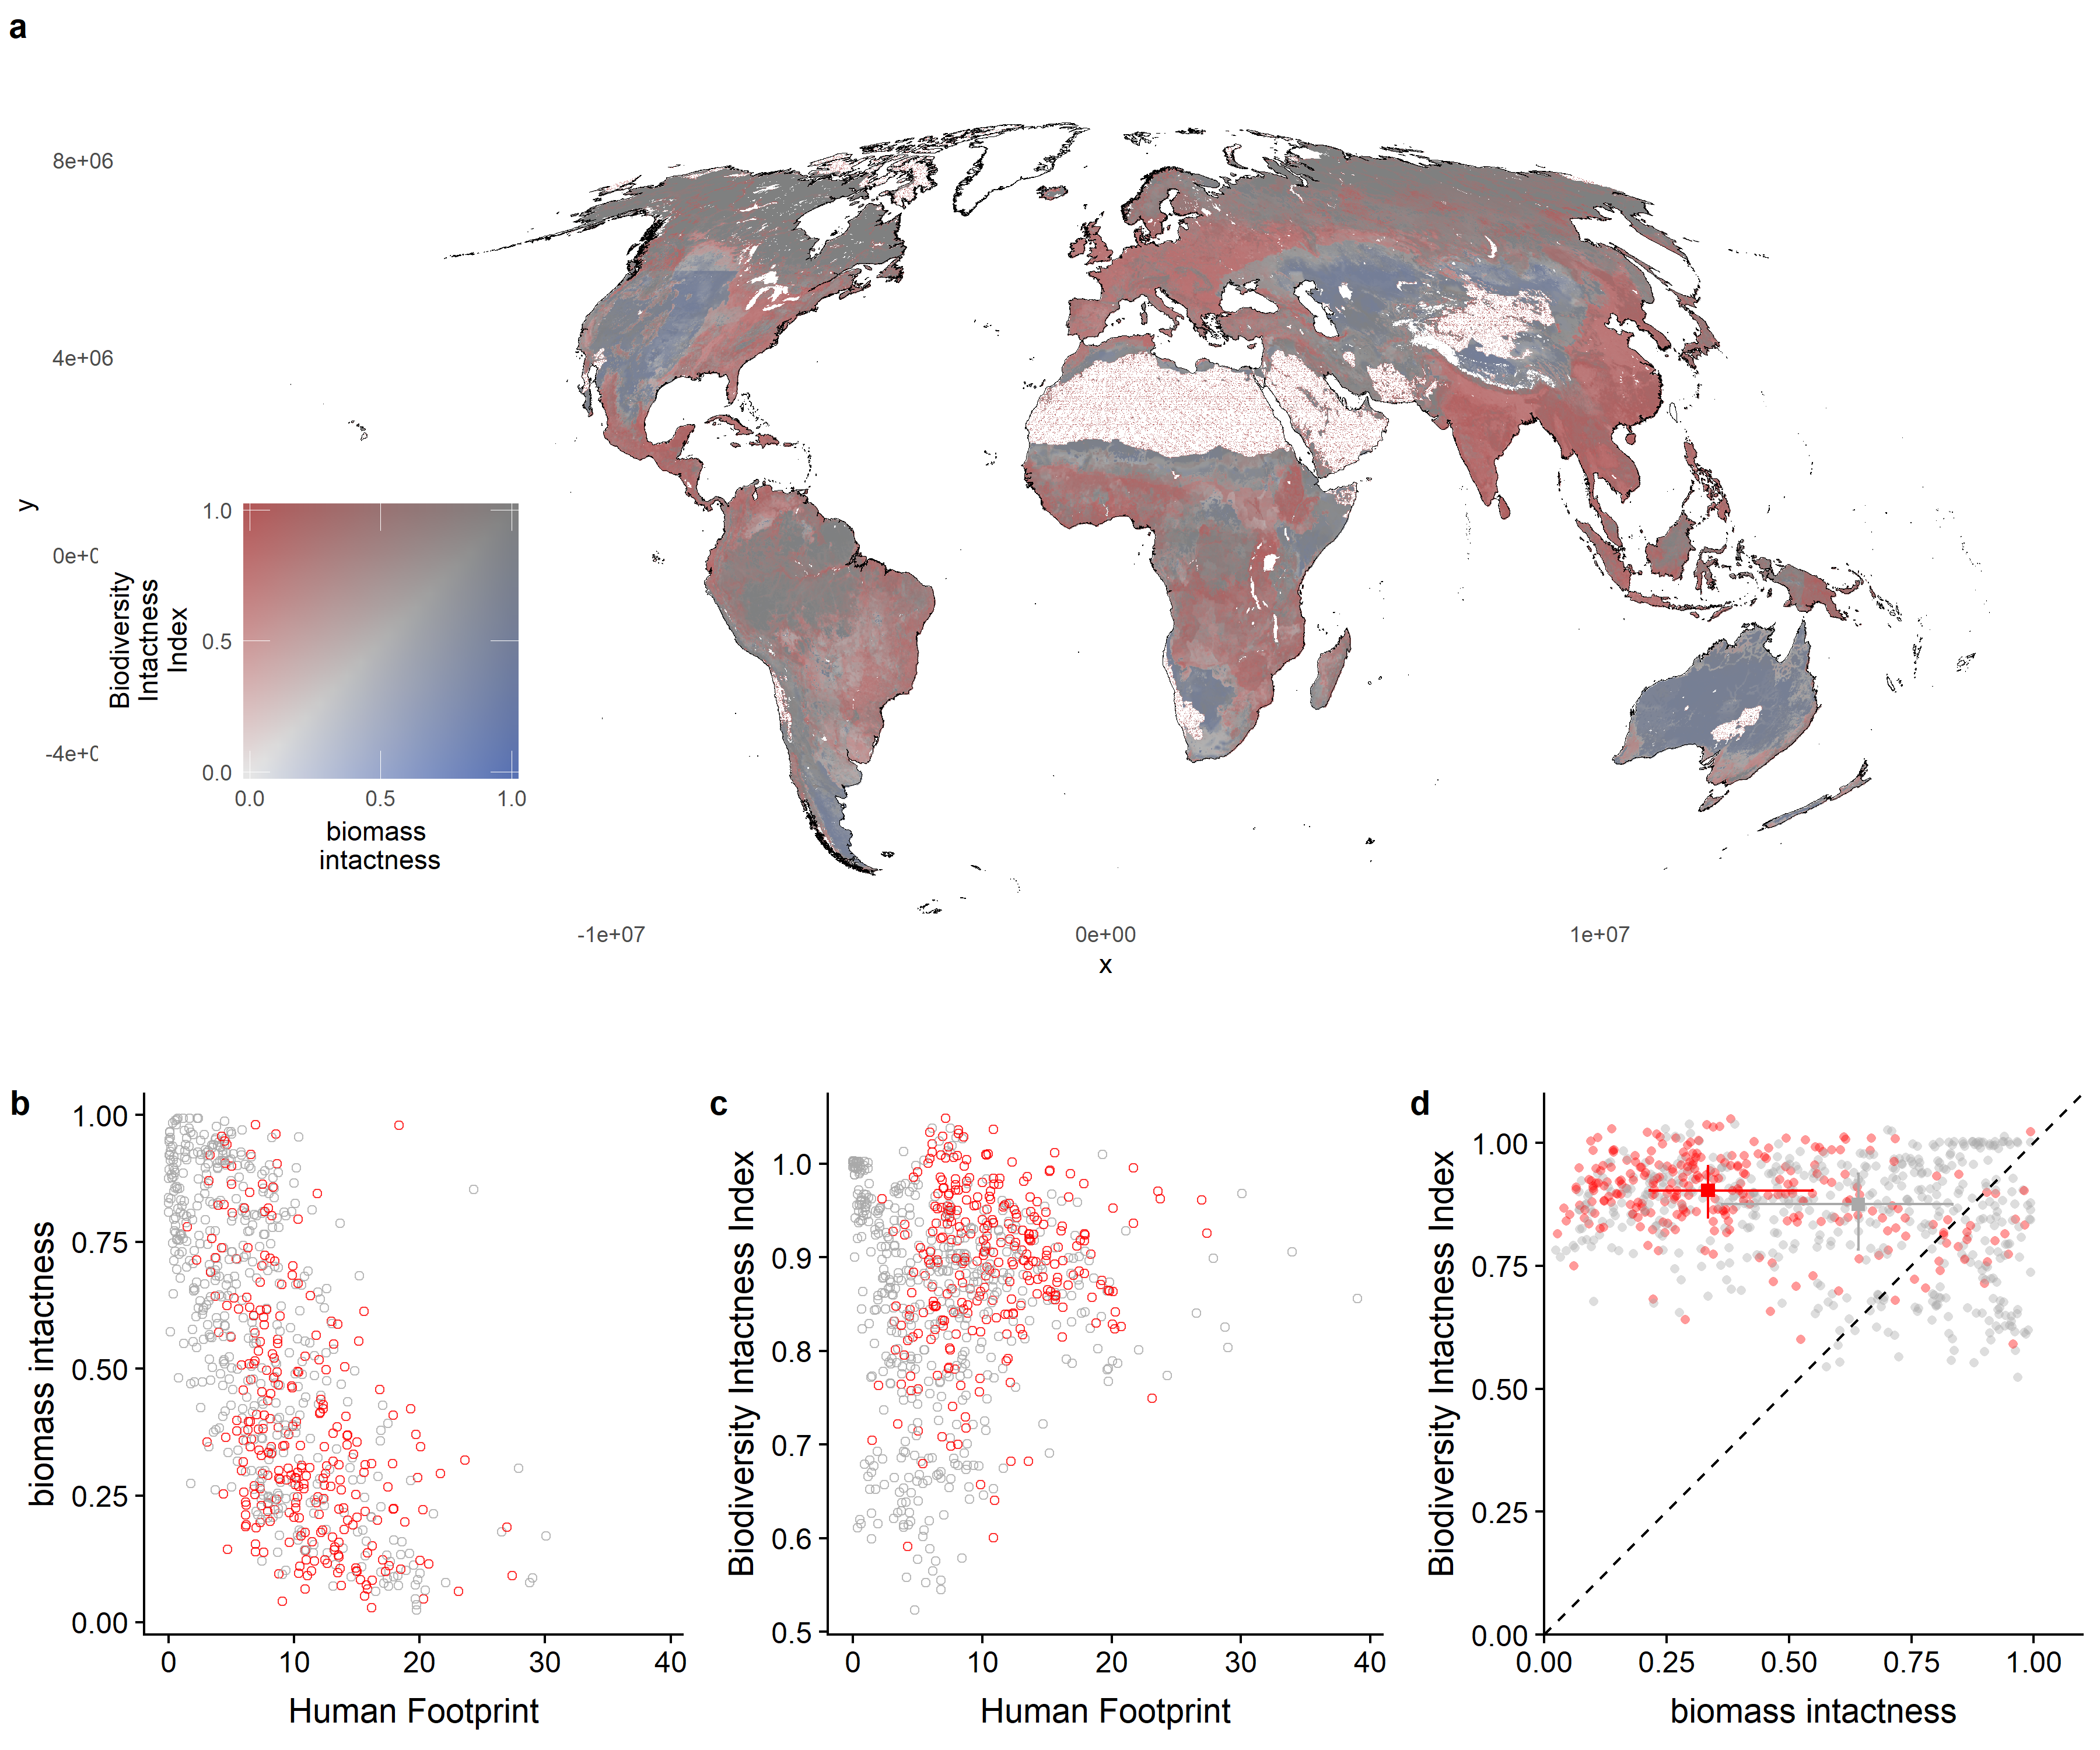 a
8e+06
4e+06
y
0e+0
-4e+0
1.0
0.5
0.0
Biodiversity
Intactness
Index
0.0 0.5 1.0
biomass
intactness
-1e+07 0e+00 1e+07
x
b
1.00
0.75
0.50
0.25
0.00
biomass intactness
0 10 20 30 40
Human Footprint
c
1.0
0.9
0.8
0.7
0.6
0.5
Biodiversity Intactness Index
0 10 20 30 40
Human Footprint
d
1.00
0.75
0.50
0.25
0.00
Biodiversity Intactness Index
0.00 0.25 0.50 0.75 1.00
biomass intactness